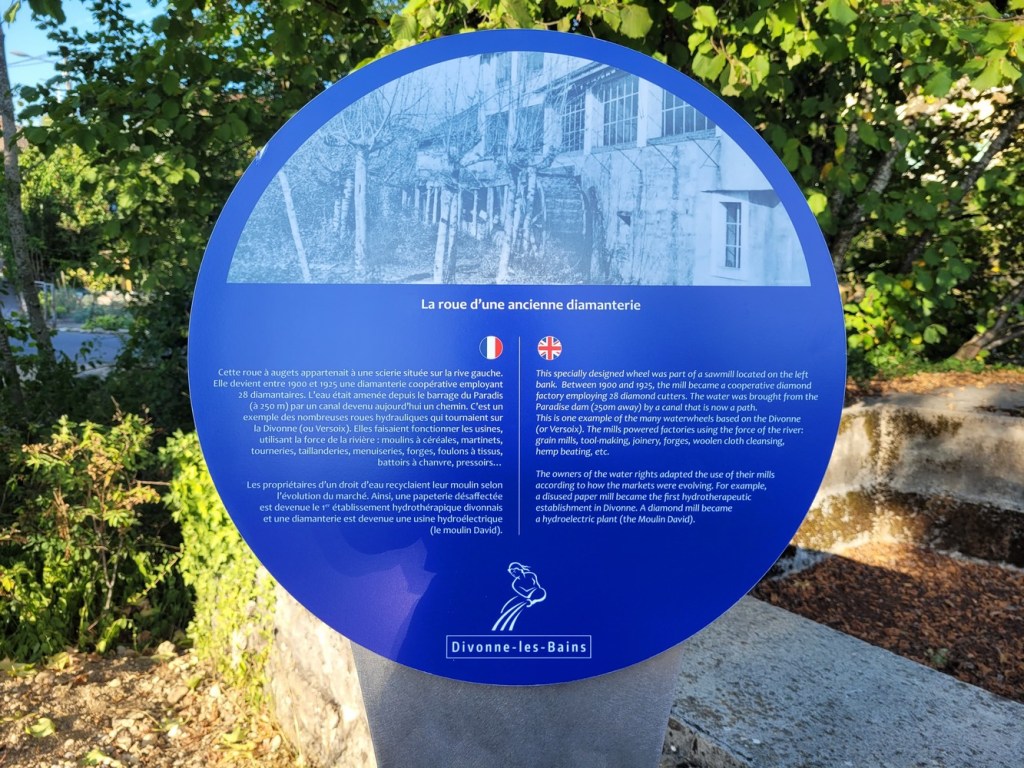 La roue d'une ancienne diamanterie
Cette roue à augets appartenait à une scierie située sur la rive gauche.
Elle devient entre 1900 et 1925 une diamanterie coopérative employant
28 diamantaires. L'eau était amenée depuis le barrage du Paradis
(à 250 m) par un canal devenu aujourd'hui un chemin. C'est un
exemple des nombreuses roues hydrauliques qui tournaient sur
la Divonne (ou Versoix). Elles faisaient fonctionner les usines,
utilisant la force de la rivière : moulins à céréales, martinets,
tourneries, taillanderies, menuiseries, forges, foulons à tissus,
battoirs à chanvre, pressoirs...
Les propriétaires d'un droit d'eau recyclaient leur moulin selon
l'évolution du marché. Ainsi, une papeterie désaffectée
est devenue le 1er établissement hydrothérapique divonnais
et une diamanterie est devenue une usine hydroélectrique
(le moulin David).
This specially designed wheel was part of a sawmill located on the left
bank. Between 1900 and 1925, the mill became a cooperative diamond
factory employing 28 diamond cutters. The water was brought from the
Paradise dam (250m away) by a canal that is now a path.
This is one example of the many waterwheels based on the Divonne
(or Versoix). The mills powered factories using the force of the river:
grain mills, tool-making, joinery, forges, woolen cloth cleansing,
hemp beating, etc.
The owners of the water rights adapted the use of their mills
according to how the markets were evolving. For example,
a disused paper mill became the first hydrotherapeutic
establishment in Divonne. A diamond mill became
a hydroelectric plant (the Moulin David).
Divonne-les-Bains